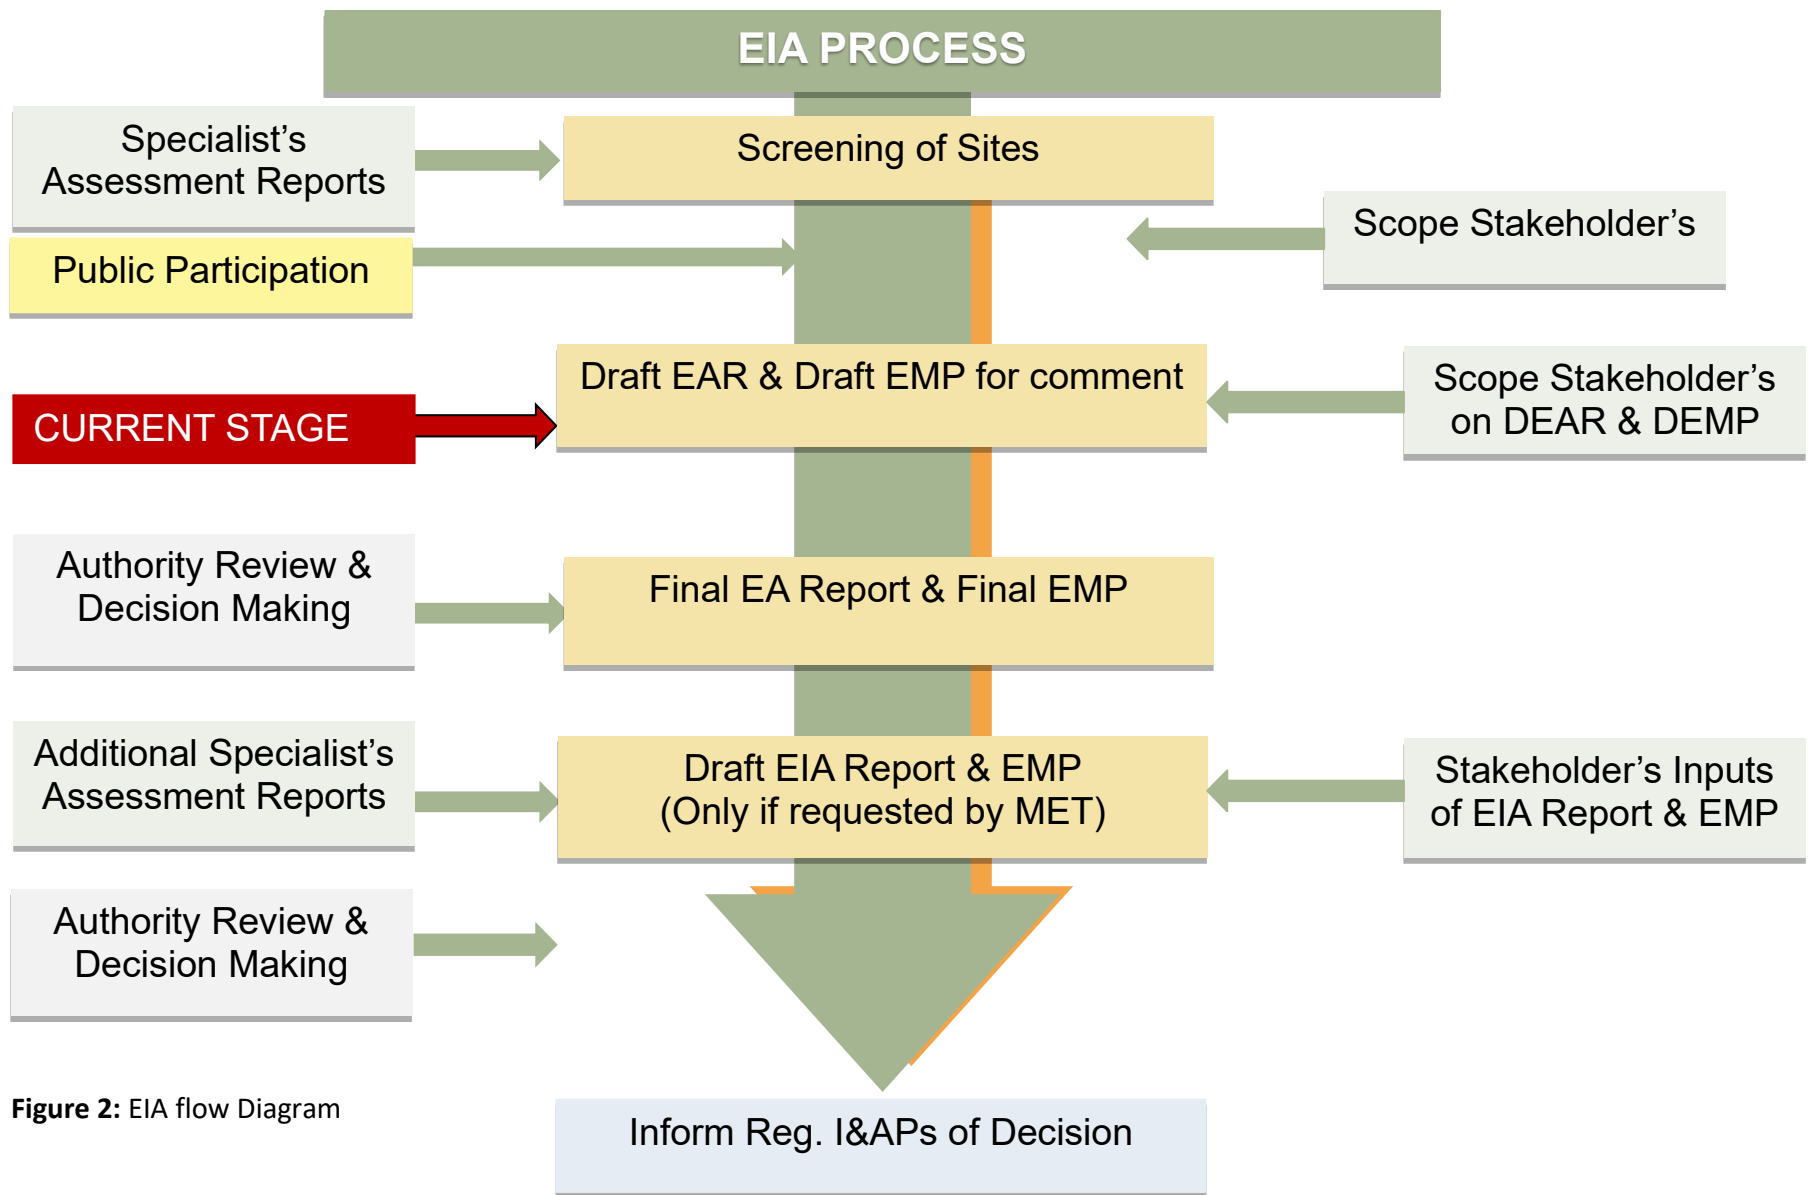 EIA PROCESS
Specialist's
Assessment Reports
Screening of Sites
Scope Stakeholder's
Public Participation
Draft EAR & Draft EMP for comment
Scope Stakeholder's
on DEAR & DEMP
CURRENT STAGE
Authority Review &
Decision Making
Final EA Report & Final EMP
Additional Specialist's
Assessment Reports
Draft EIA Report & EMP
(Only if requested by MET)
Stakeholder's Inputs
of EIA Report & EMP
Authority Review &
Decision Making
Figure 2: EIA flow Diagram
Inform Reg. I&APs of Decision